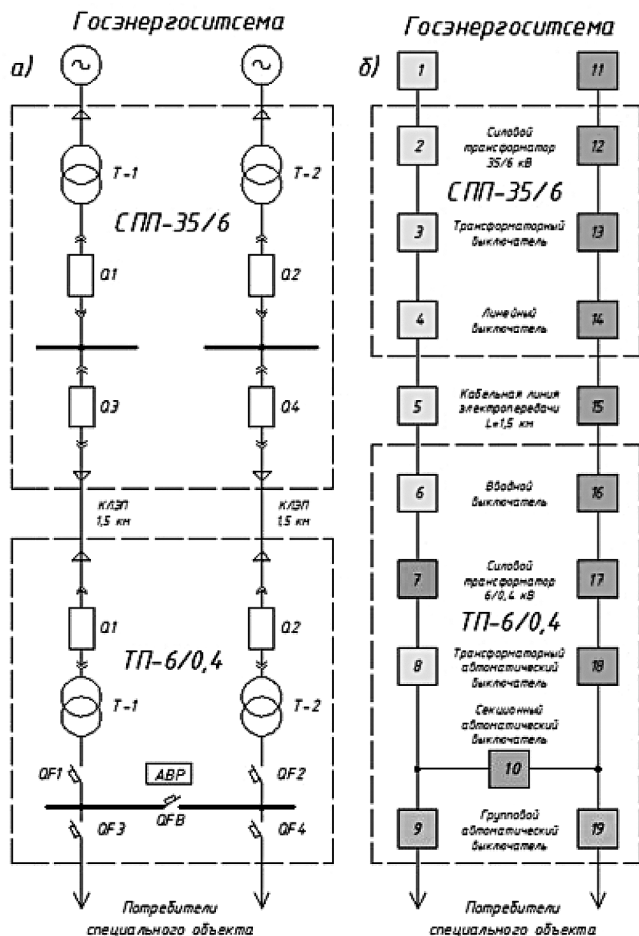 Госэнергоситсема
а)
Т-1
Т-2
СПП-35/6
Q1
Q2
Q3
Q4
КЛЭП
1,5 км
КЛЭП
1,5 км
Q1
Q2
ТП-6/0,4
Т-1
Т-2
QF1
АВР
QF2
QFB
QF3
QF4
Потребители
специального объекта
Госэнергоситсема
б)
1
11
2
Силовой
трансформатор
35/6 кВ
12
СПП-35/6
3
Трансформаторный
выключатель
13
4
Линейный
выключатель
14
5
Кабельная линия
электропередачи
L=1,5 км
15
6
Вводной
выключатель
16
7
Силовой
трансформатор
6/0,4 кВ
17
ТП-6/0,4
8
Трансформаторный
автоматический
выключатель
18
Секционный
автоматический
выключатель
10
9
Групповой
автоматический
выключатель
19
Потребители
специального объекта